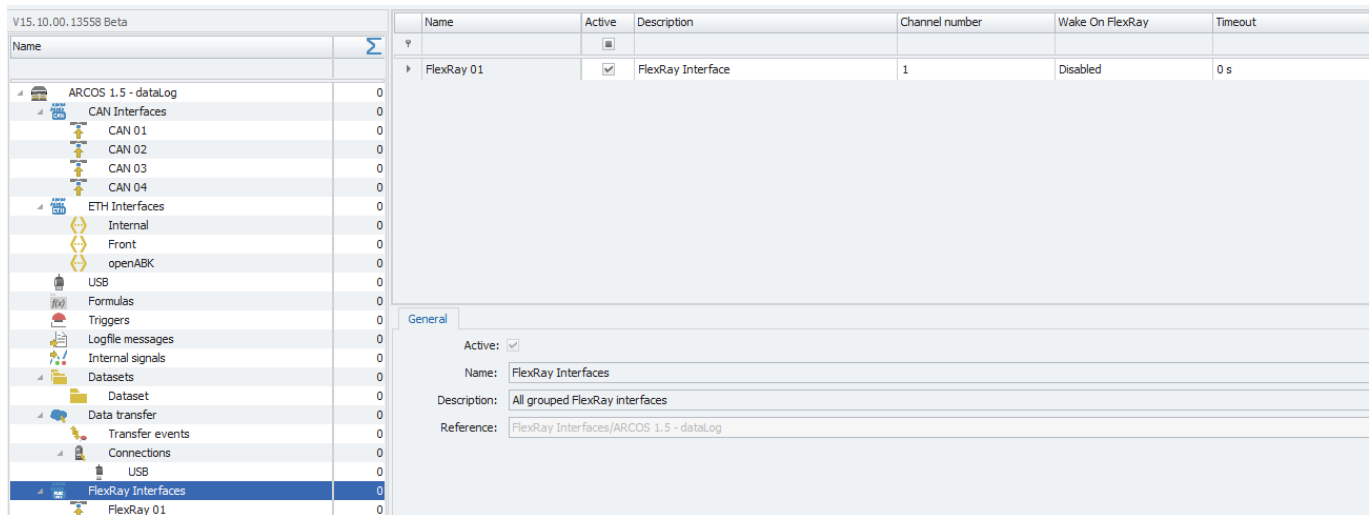 V15.10.00.13558 Beta
Name
ARCOS 1.5 - dataLog 0
CAN Interfaces 0
CAN 01 0
CAN 02 0
CAN 03 0
CAN 04 0
ETH Interfaces 0
Internal 0
Front 0
openABK 0
USB 0
f(x) Formulas 0
Triggers 0
Logfile messages 0
Internal signals 0
Datasets 0
Dataset 0
Data transfer 0
Transfer events 0
Connections 0
USB 0
FlexRay Interfaces 0
FlexRay 01 0
Name Active Description Channel number Wake On FlexRay Timeout
FlexRay 01 FlexRay Interface 1 Disabled 0 s
General
Active:
Name: FlexRay Interfaces
Description: All grouped FlexRay interfaces
Reference: FlexRay Interfaces/ARCOS 1.5 - dataLog